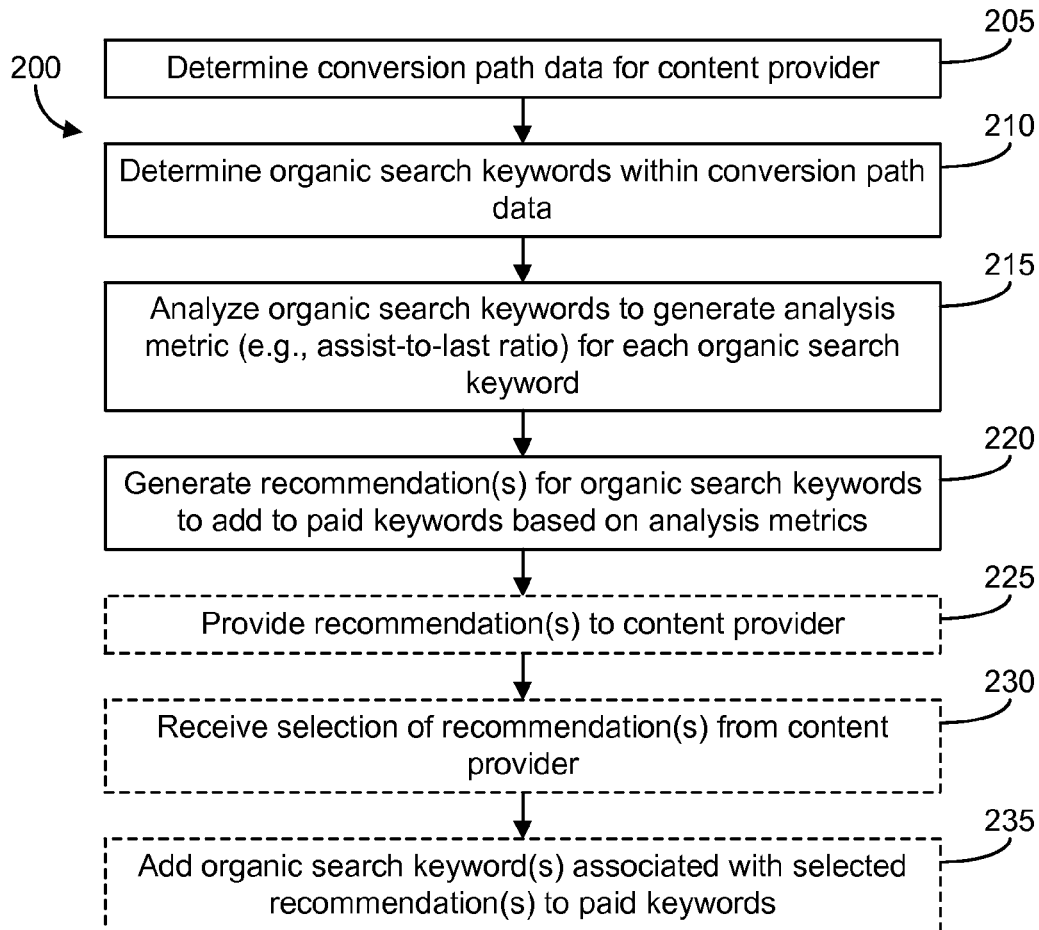 205
200
Determine conversion path data for content provider
210
Determine organic search keywords within conversion path
data
215
Analyze organic search keywords to generate analysis
metric (e.g., assist-to-last ratio) for each organic search
keyword
220
Generate recommendation(s) for organic search keywords
to add to paid keywords based on analysis metrics
225
Provide recommendation(s) to content provider
230
Receive selection of recommendation(s) from content
provider
235
Add organic search keyword(s) associated with selected
recommendation(s) to paid keywords